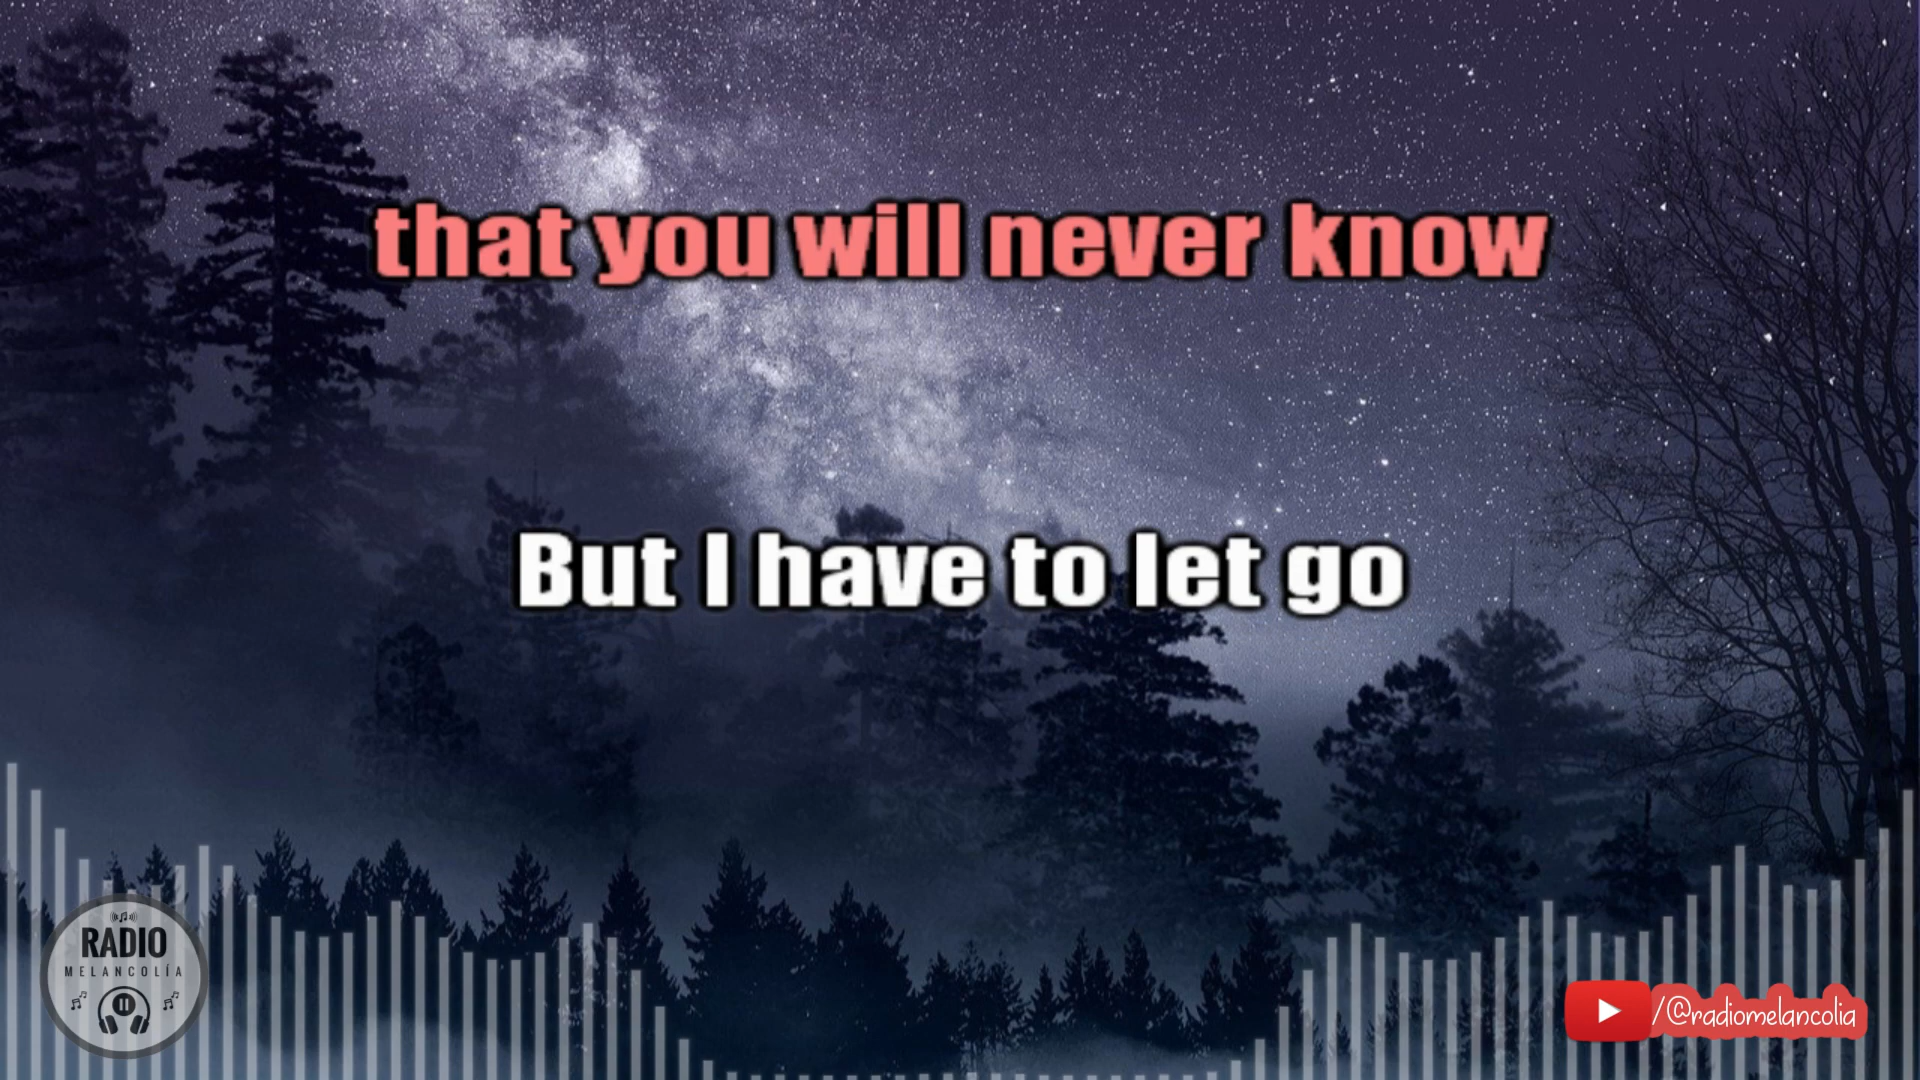 that you will never know
But I have to let go
RADIO
MELANCOLÍA
/@radiomelancolia